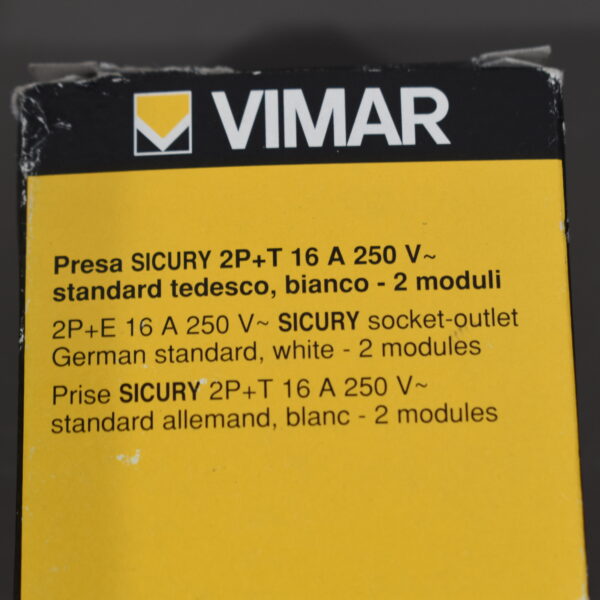 VIMAR
Presa SICURY 2P+T 16 A 250 V~
standard tedesco, bianco - 2 moduli
2P+E 16 A 250 V~ SICURY socket-outlet
German standard, white - 2 modules
Prise SICURY 2P+T 16 A 250 V~
standard allemand, blanc - 2 modules